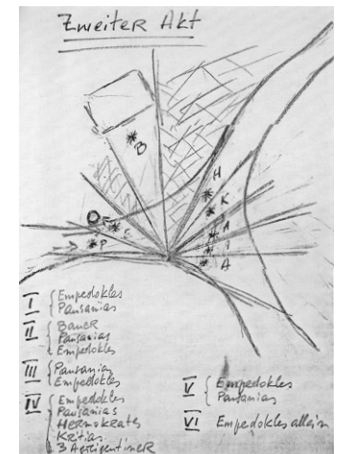 Zweiter Akt
B
H
K
A
A
A
E
P
I Empedokles
Pausanias
II Bauer
Pausanias
Empedokles
III Pausanias
Empedokles
IV Empedokles
Pausanias
Hermokrates
Kritias
3 Agrigentiner
V Empedokles
Pausanias
VI Empedokles allein